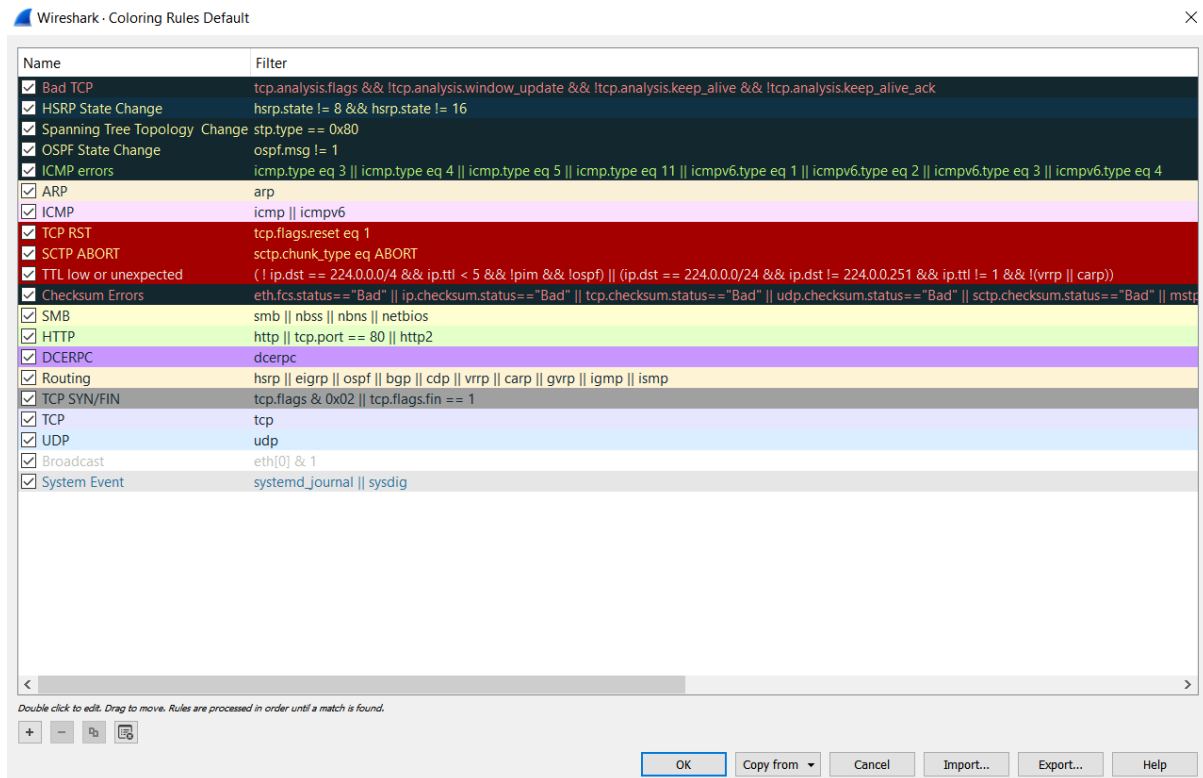 Wireshark · Coloring Rules Default
Name Filter
Bad TCP tcp.analysis.flags && !tcp.analysis.window_update && !tcp.analysis.keep_alive && !tcp.analysis.keep_alive_ack
HSRP State Change hsrp.state != 8 && hsrp.state != 16
Spanning Tree Topology  Change stp.type == 0x80
OSPF State Change ospf.msg != 1
ICMP errors icmp.type eq 3 || icmp.type eq 4 || icmp.type eq 5 || icmp.type eq 11 || icmpv6.type eq 1 || icmpv6.type eq 2 || icmpv6.type eq 3 || icmpv6.type eq 4
ARP arp
ICMP icmp || icmpv6
TCP RST tcp.flags.reset eq 1
SCTP ABORT sctp.chunk_type eq ABORT
TTL low or unexpected ( ! ip.dst == 224.0.0.0/4 && ip.ttl < 5 && !pim && !ospf) || (ip.dst == 224.0.0.0/24 && ip.dst != 224.0.0.251 && ip.ttl != 1 && !(vrrp || carp))
Checksum Errors eth.fcs.status=="Bad" || ip.checksum.status=="Bad" || tcp.checksum.status=="Bad" || udp.checksum.status=="Bad" || sctp.checksum.status=="Bad" || mstp
SMB smb || nbss || nbns || netbios
HTTP http || tcp.port == 80 || http2
DCERPC dcerpc
Routing hsrp || eigrp || ospf || bgp || cdp || vrrp || carp || gvrp || igmp || ismp
TCP SYN/FIN tcp.flags & 0x02 || tcp.flags.fin == 1
TCP tcp
UDP udp
Broadcast eth[0] & 1
System Event systemd_journal || sysdig
Double click to edit. Drag to move. Rules are processed in order until a match is found.
OK Copy from Cancel Import... Export... Help